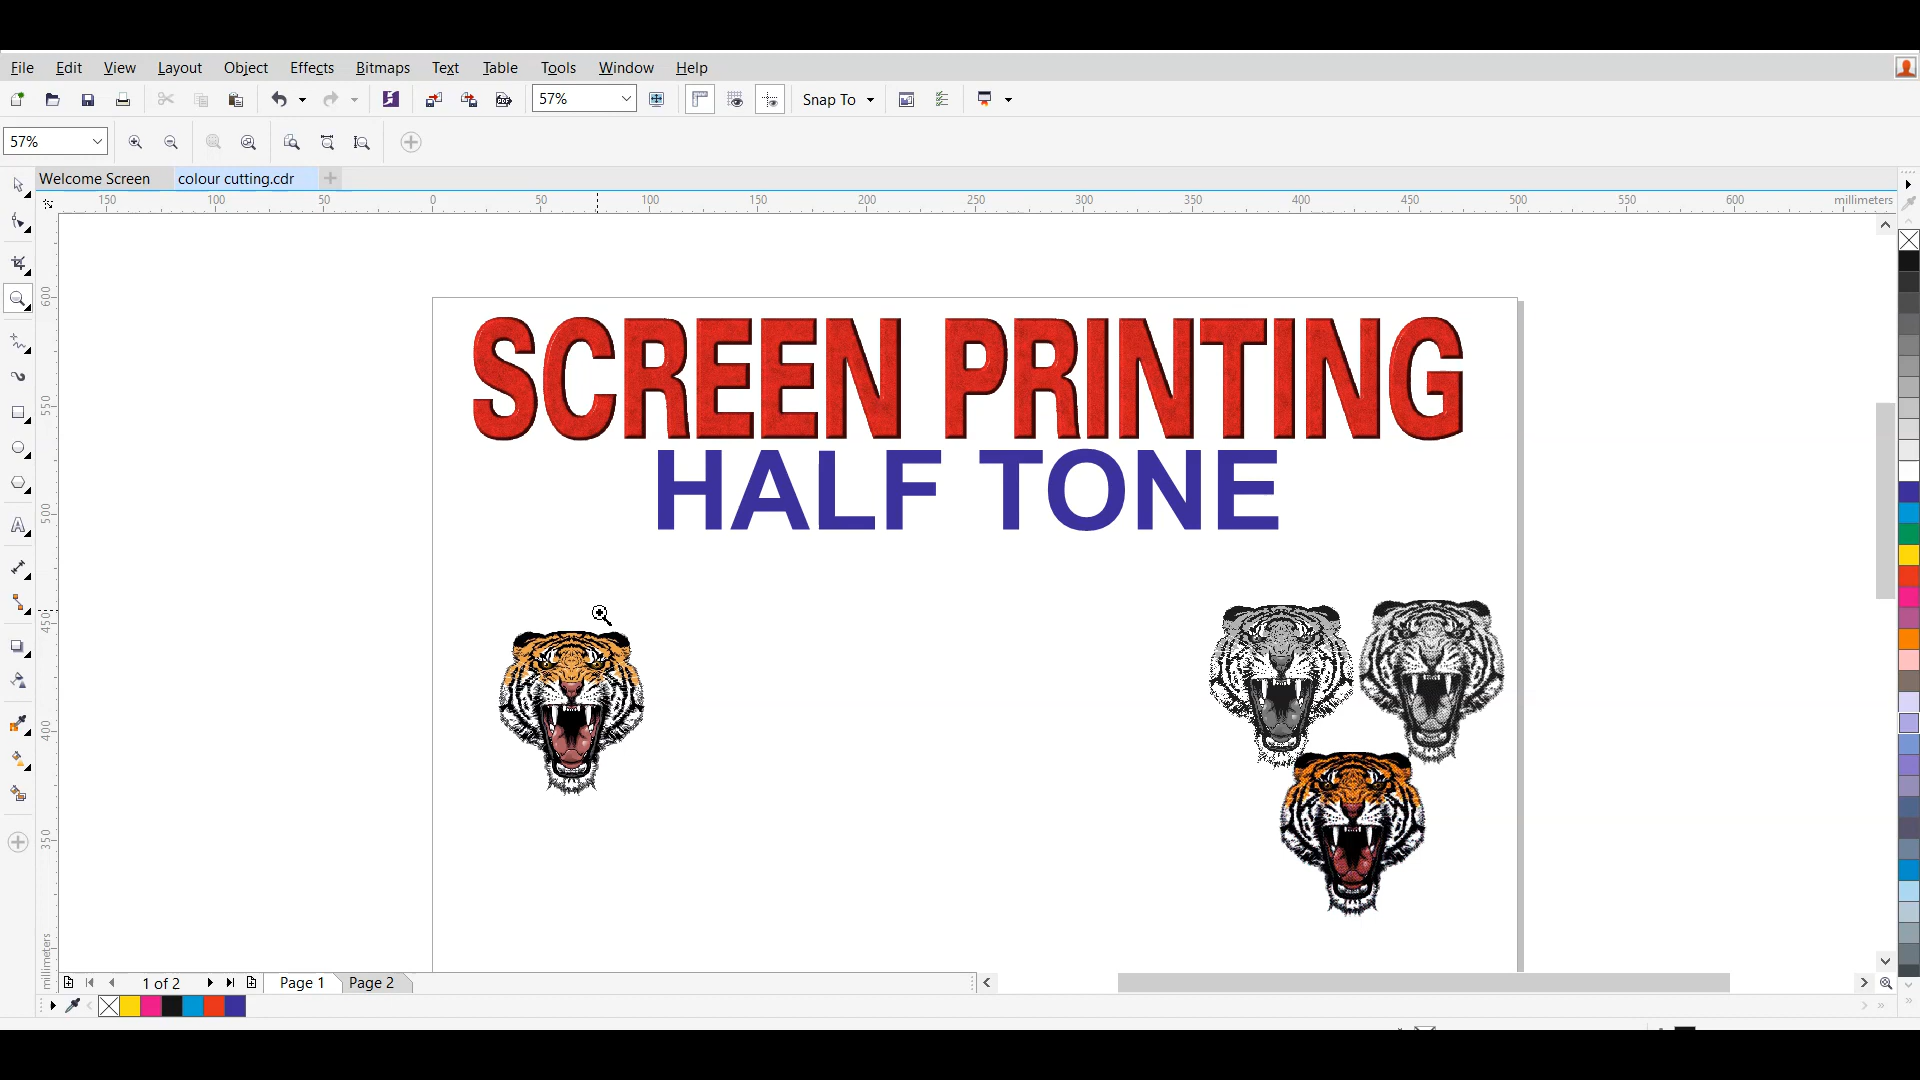 File Edit View Layout Object Effects Bitmaps Text Table Tools Window Help
57% Snap To
57%
Welcome Screen colour cutting.cdr
150 100 50 0 50 100 150 200 250 300 350 400 450 500 550 600 millimeters
600
550
500
450
400
350
millimeters
SCREEN PRINTING
HALF TONE
1 of 2 Page 1 Page 2